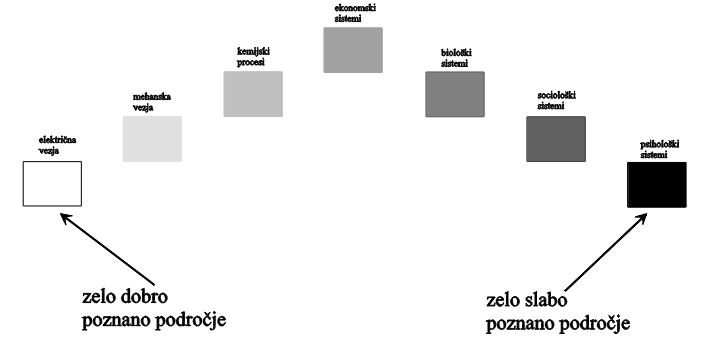 električna
vezja
mehanska
vezja
kemijski
procesi
ekonomski
sistemi
biološki
sistemi
sociološki
sistemi
psihološki
sistemi
zelo dobro
poznano področje
zelo slabo
poznano področje